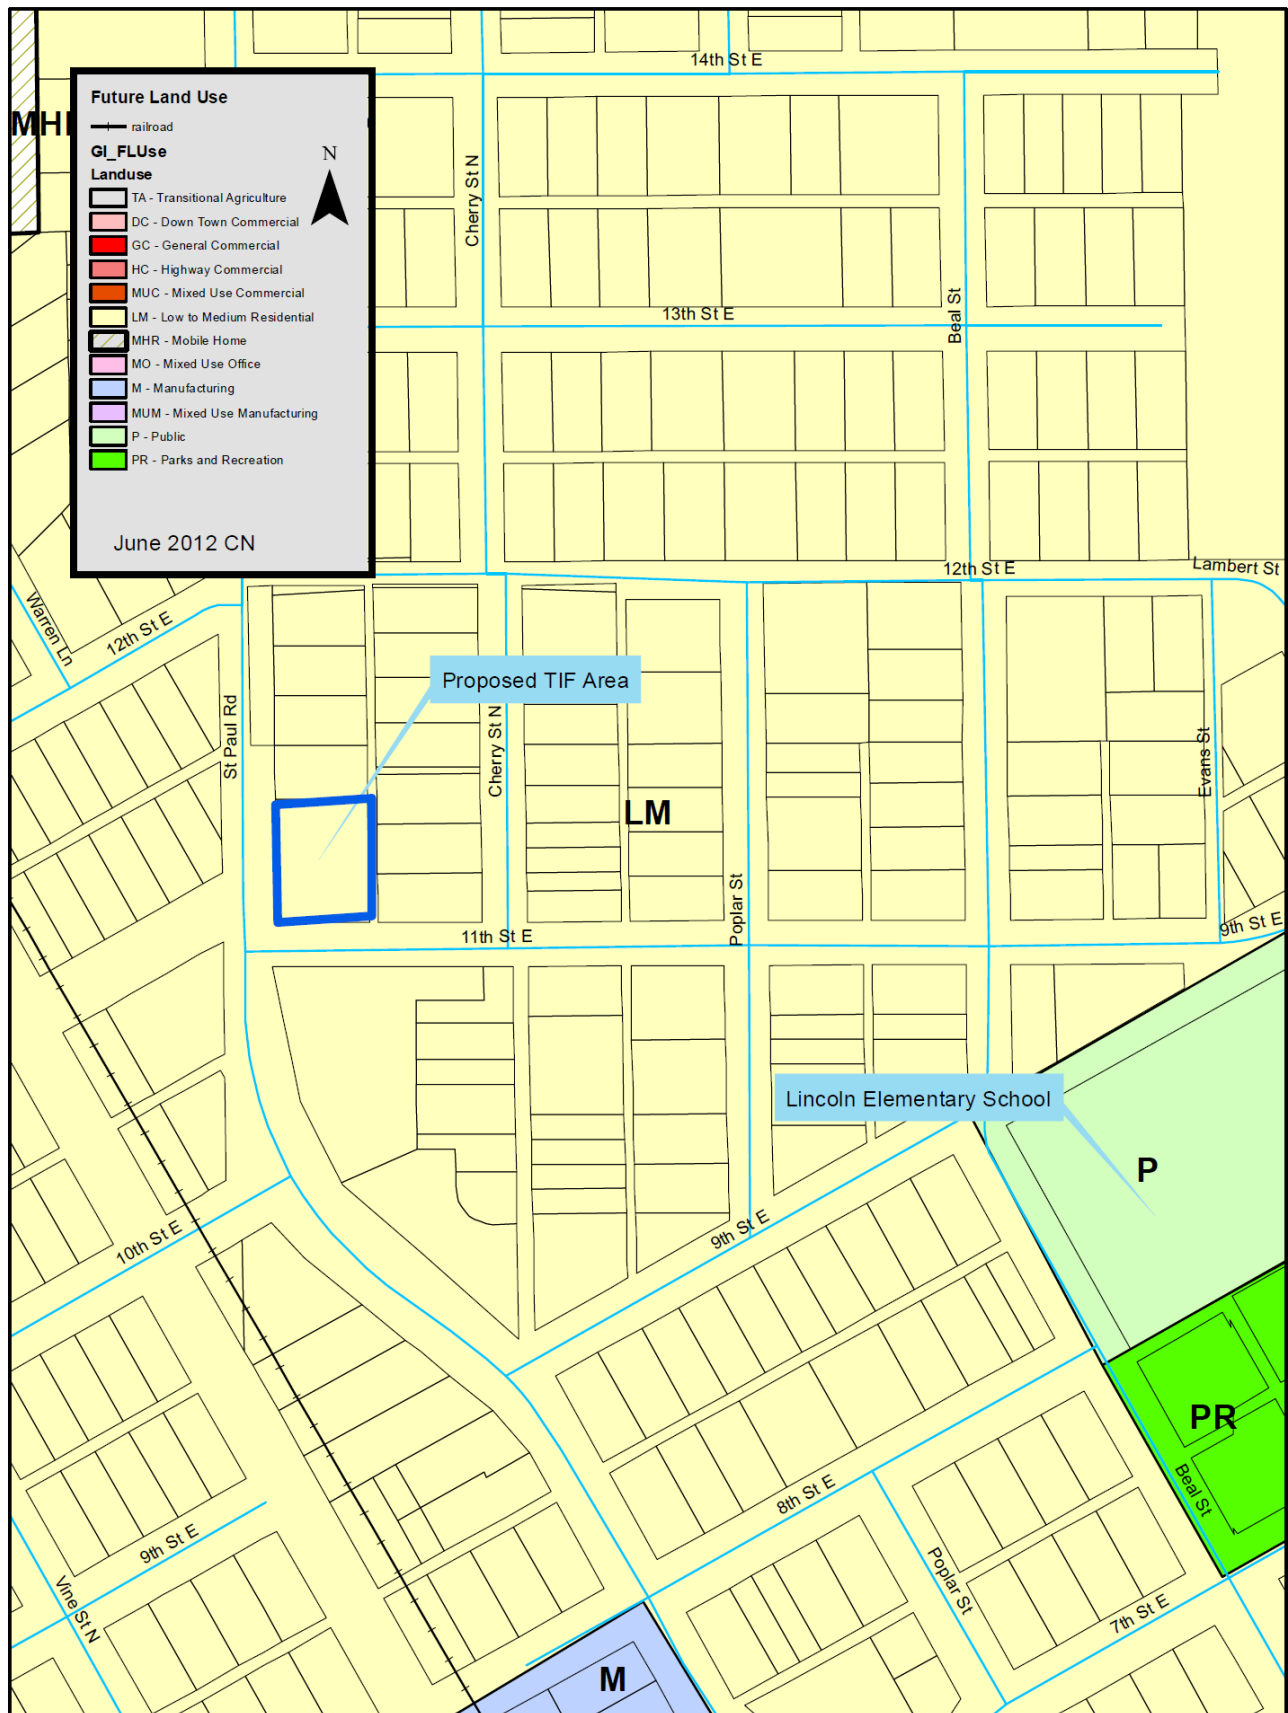 14th St E
Future Land Use
railroad
MH
GI_FLUse
N
Landuse
TA - Transitional Agriculture
DC - Down Town Commercial
GC - General Commercial
HC - Highway Commercial
MUC - Mixed Use Commercial
LM - Low to Medium Residential
MHR - Mobile Home
MO - Mixed Use Office
M - Manufacturing
MUM - Mixed Use Manufacturing
P - Public
PR - Parks and Recreation
June 2012 CN
Cherry St N
13th St E
Beal St
12th St E
Lambert St
Warren Ln
12th St E
Proposed TIF Area
St Paul Rd
Cherry St N
Evans St
LM
Poplar St
11th St E
9th St E
Lincoln Elementary School
P
10th St E
9th St E
PR
Beal St
8th St E
9th St E
Vine St N
Poplar St
7th St E
M